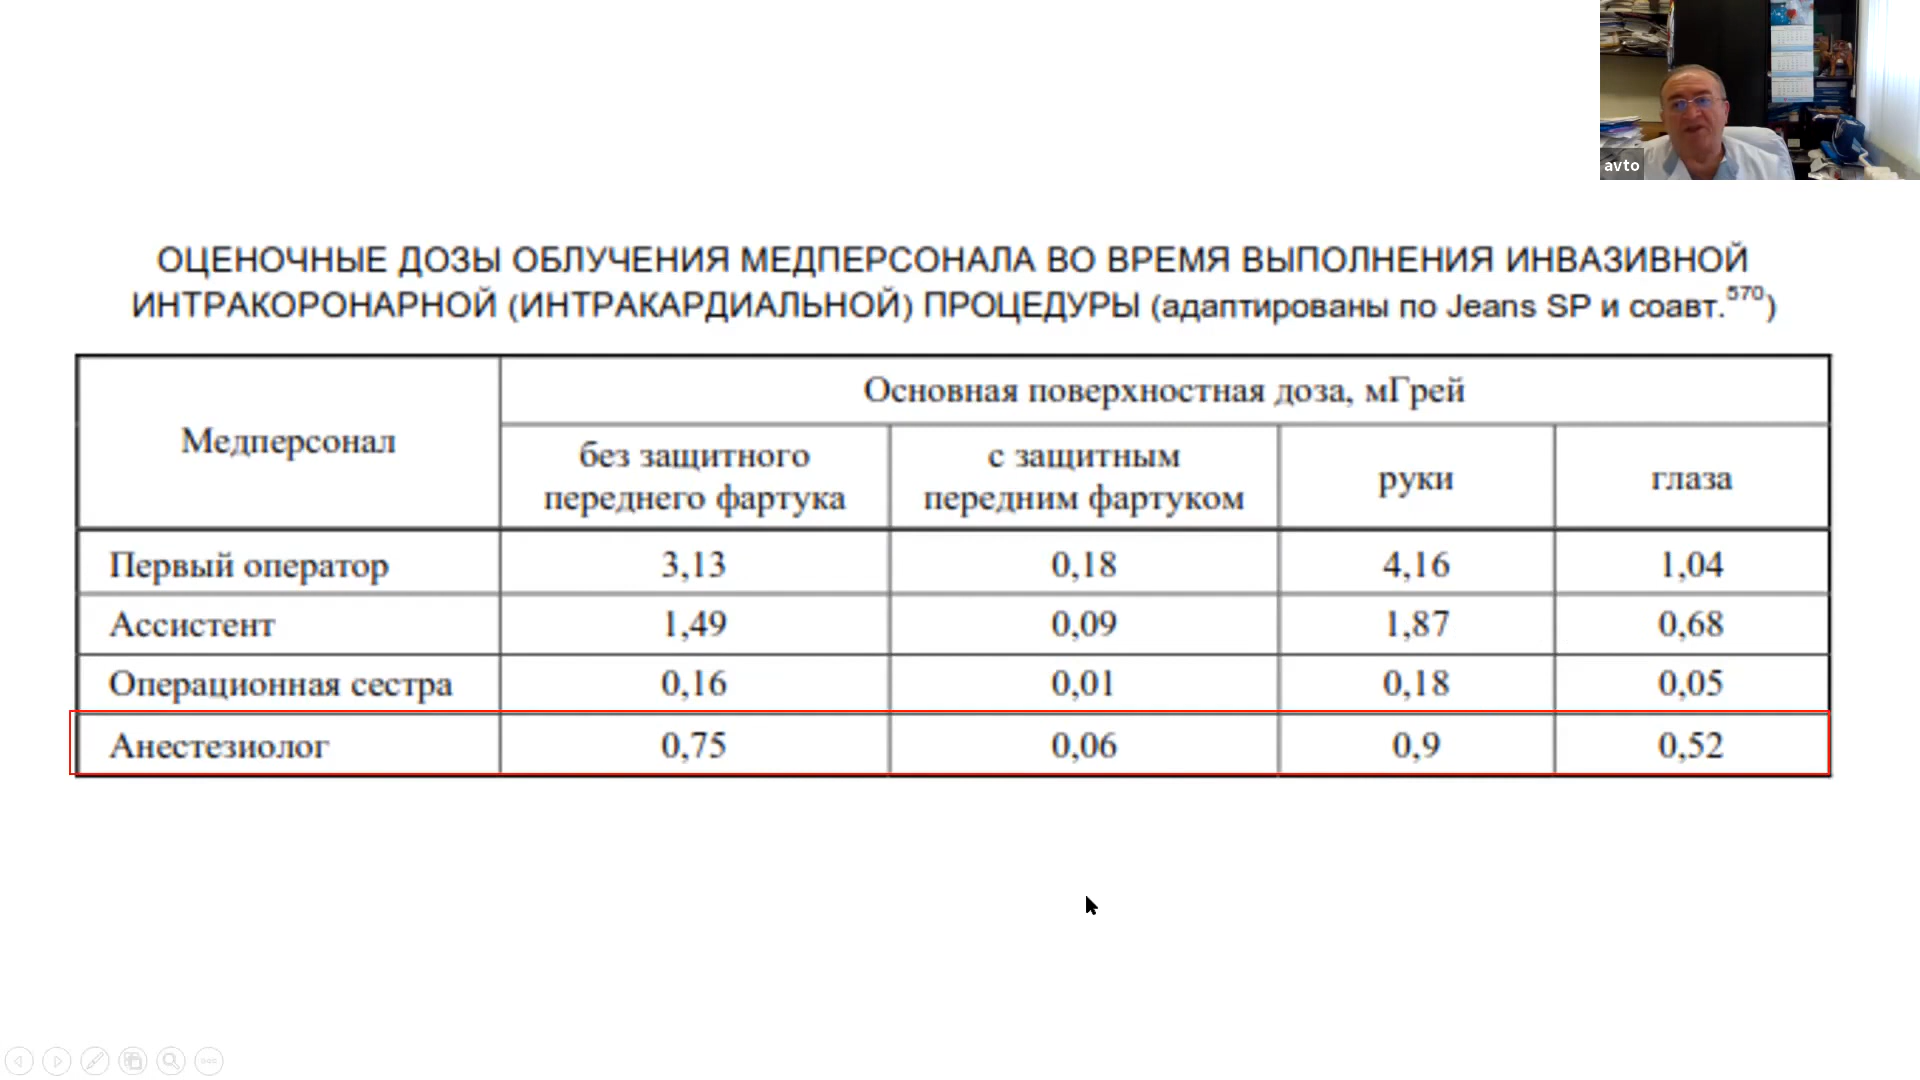 avto
ОЦЕНОЧНЫЕ ДОЗЫ ОБЛУЧЕНИЯ МЕДПЕРСОНАЛА ВО ВРЕМЯ ВЫПОЛНЕНИЯ ИНВАЗИВНОЙ
ИНТРАКОРОНАРНОЙ (ИНТРАКАРДИАЛЬНОЙ) ПРОЦЕДУРЫ (адаптированы по Jeans SP и соавт.570)
Медперсонал
Основная поверхностная доза, мГрей
без защитного
переднего фартука
с защитным
передним фартуком
руки
глаза
Первый оператор 3,13 0,18 4,16 1,04
Ассистент 1,49 0,09 1,87 0,68
Операционная сестра 0,16 0,01 0,18 0,05
Анестезиолог 0,75 0,06 0,9 0,52